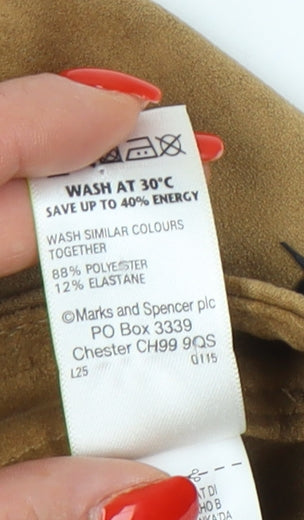 WASH AT 30°C
SAVE UP TO 40% ENERGY
WASH SIMILAR COLOURS
TOGETHER
88% POLYESTER
12% ELASTANE
©Marks and Spencer plc
PO Box 3339
Chester CH99 9QS
L25 0115